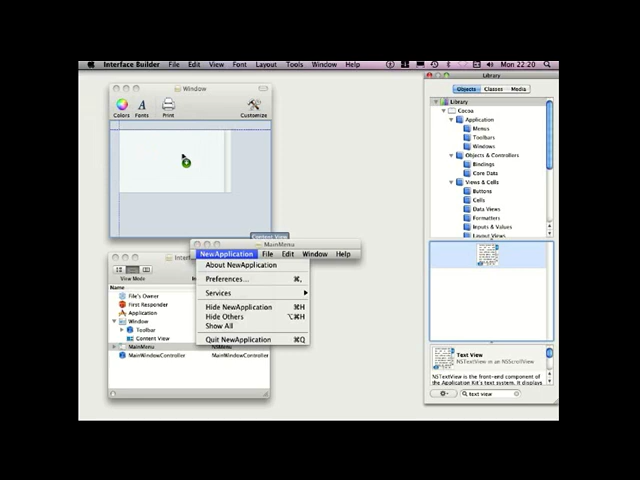 Interface Builder File Edit View Font Layout Tools Window Help Mon 22:20
Window
Colors Fonts Print Customize
Content View
MainMenu
NewApplication File Edit Window Help
About NewApplication
Preferences... ⌘,
Services
Hide NewApplication ⌘H
Hide Others ⌥⌘H
Show All
Quit NewApplication ⌘Q
View Mode
Name
File's Owner
First Responder
Application
Window
Toolbar
Content View
MainMenu NSMenu
MainWindowController MainWindowController
Library
Objects Classes Media
Library
Cocoa
Application
Menus
Toolbars
Windows
Objects & Controllers
Bindings
Core Data
Views & Cells
Buttons
Cells
Data Views
Formatters
Inputs & Values
Layout Views
Text View
NSTextView in an NSScrollView
NSTextView is the front-end component of
the Application Kit's text system. It displays
text view